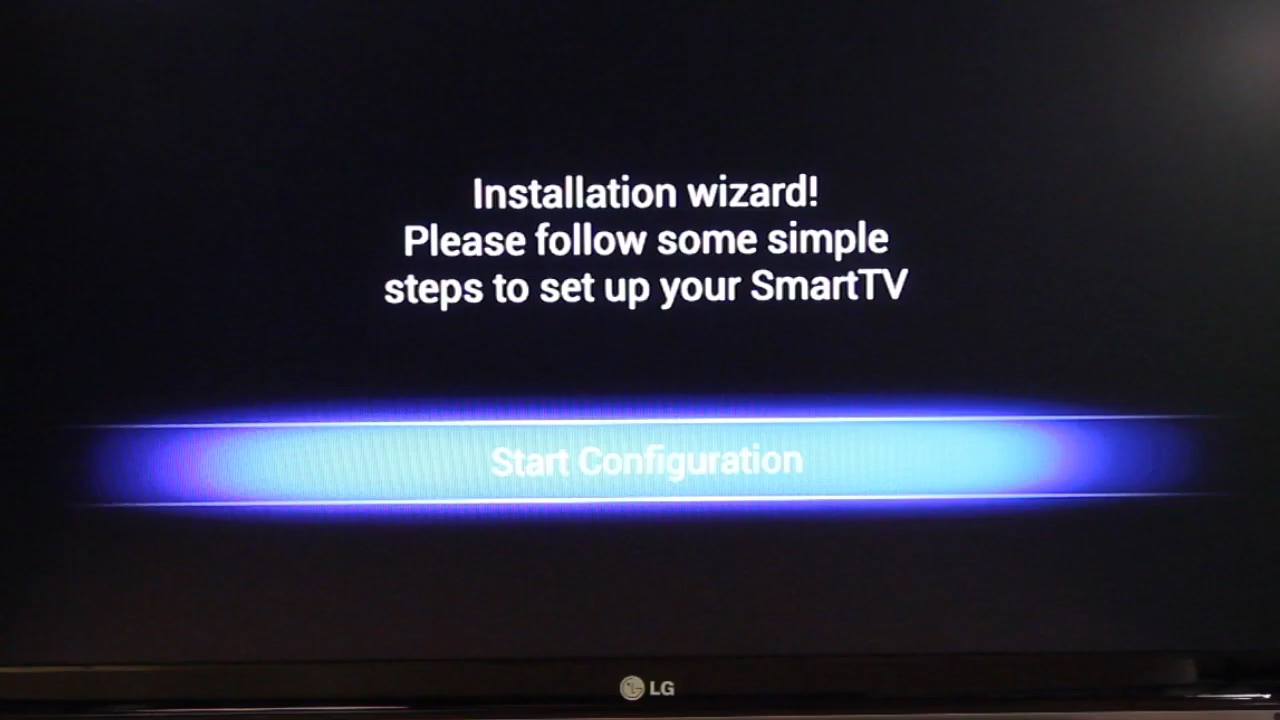 Installation wizard!
Please follow some simple
steps to set up your SmartTV
Start Configuration
LG